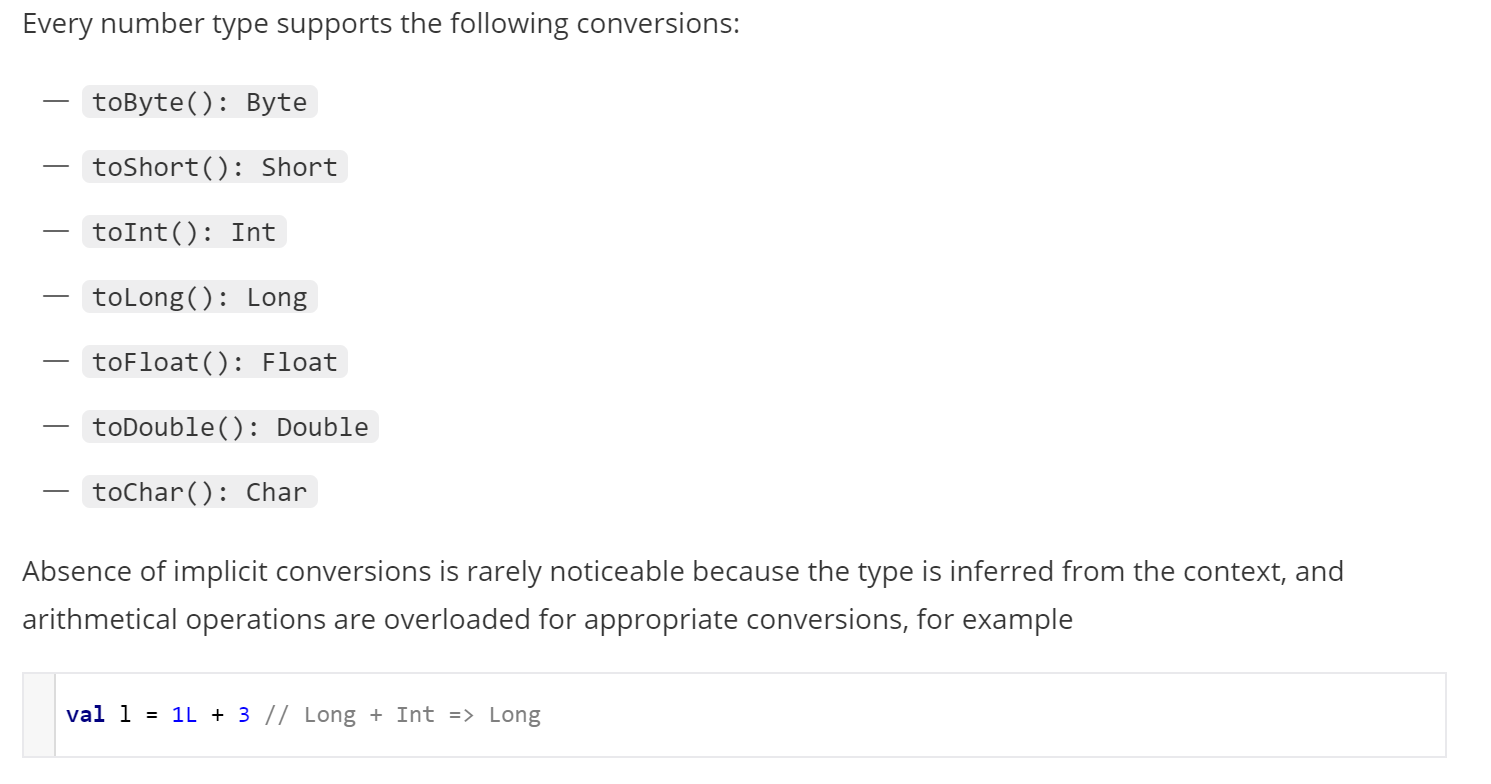 Every number type supports the following conversions:
— toByte(): Byte
— toShort(): Short
— toInt(): Int
— toLong(): Long
— toFloat(): Float
— toDouble(): Double
— toChar(): Char
Absence of implicit conversions is rarely noticeable because the type is inferred from the context, and
arithmetical operations are overloaded for appropriate conversions, for example
val l = 1L + 3 // Long + Int => Long